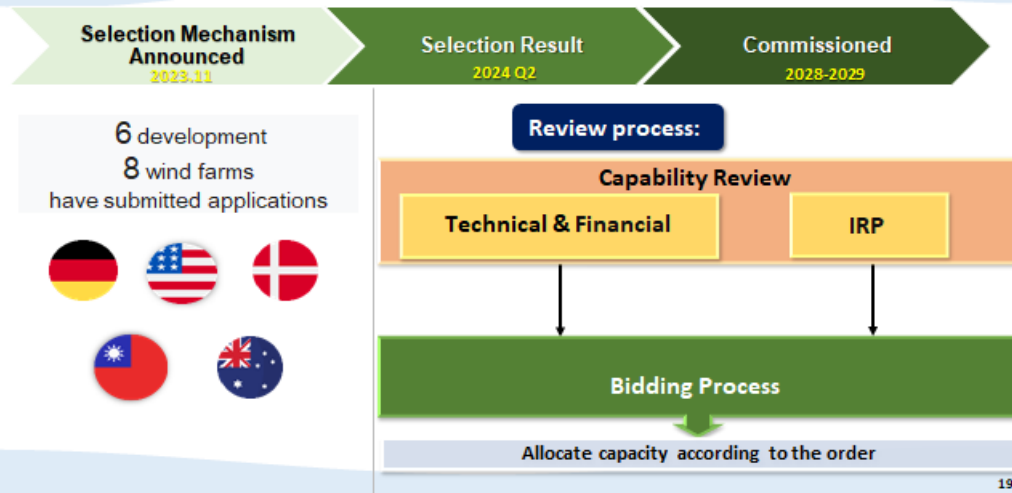 Selection Mechanism
Announced
2023.11
Selection Result
2024 Q2
Commissioned
2028-2029
6 development
8 wind farms
have submitted applications
Review process:
Capability Review
Technical & Financial
IRP
Bidding Process
Allocate capacity according to the order
19